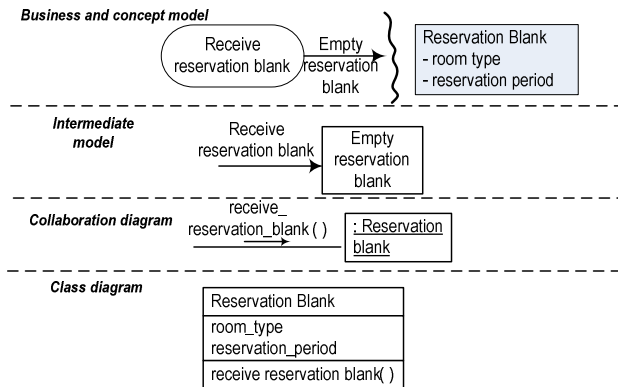 Business and concept model
Receive
reservation blank
Empty
reservation
blank
Reservation Blank
- room type
- reservation period
Intermediate
model
Receive
reservation blank
Empty
reservation
blank
Collaboration diagram
receive_
reservation_blank ( )
: Reservation
blank
Class diagram
Reservation Blank
room_type
reservation_period
receive reservation blank( )